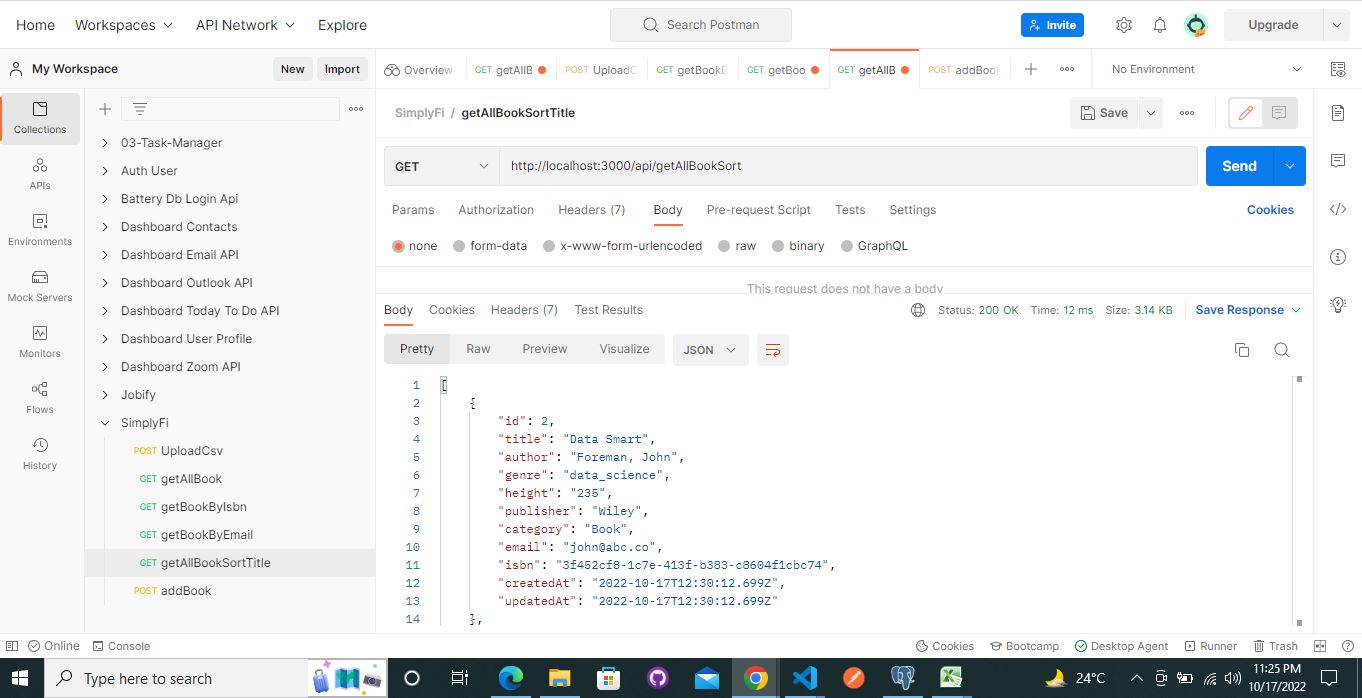 Home Workspaces API Network Explore Search Postman Invite Upgrade
My Workspace New Import Overview GET getAllB POST UploadC GET getBookB GET getBoo GET getAllB POST addBook No Environment
Collections
APIs
Environments
Mock Servers
Monitors
Flows
History
03-Task-Manager
Auth User
Battery Db Login Api
Dashboard Contacts
Dashboard Email API
Dashboard Outlook API
Dashboard Today To Do API
Dashboard User Profile
Dashboard Zoom API
Jobify
SimplyFi
POST UploadCsv
GET getAllBook
GET getBookByIsbn
GET getBookByEmail
GET getAllBookSortTitle
POST addBook
SimplyFi / getAllBookSortTitle Save
GET http://localhost:3000/api/getAllBookSort Send
Params Authorization Headers (7) Body Pre-request Script Tests Settings Cookies
none form-data x-www-form-urlencoded raw binary GraphQL
This request does not have a body
Body Cookies Headers (7) Test Results Status: 200 OK Time: 12 ms Size: 3.14 KB Save Response
Pretty Raw Preview Visualize JSON
1 [
2 {
3 "id": 2,
4 "title": "Data Smart",
5 "author": "Foreman, John",
6 "genre": "data_science",
7 "height": "235",
8 "publisher": "Wiley",
9 "category": "Book",
10 "email": "john@abc.co",
11 "isbn": "3f452cf8-1c7e-413f-b383-c8604f1cbc74",
12 "createdAt": "2022-10-17T12:30:12.699Z",
13 "updatedAt": "2022-10-17T12:30:12.699Z"
14 },
Online Console Cookies Bootcamp Desktop Agent Runner Trash
Type here to search 24°C 11:25 PM
10/17/2022